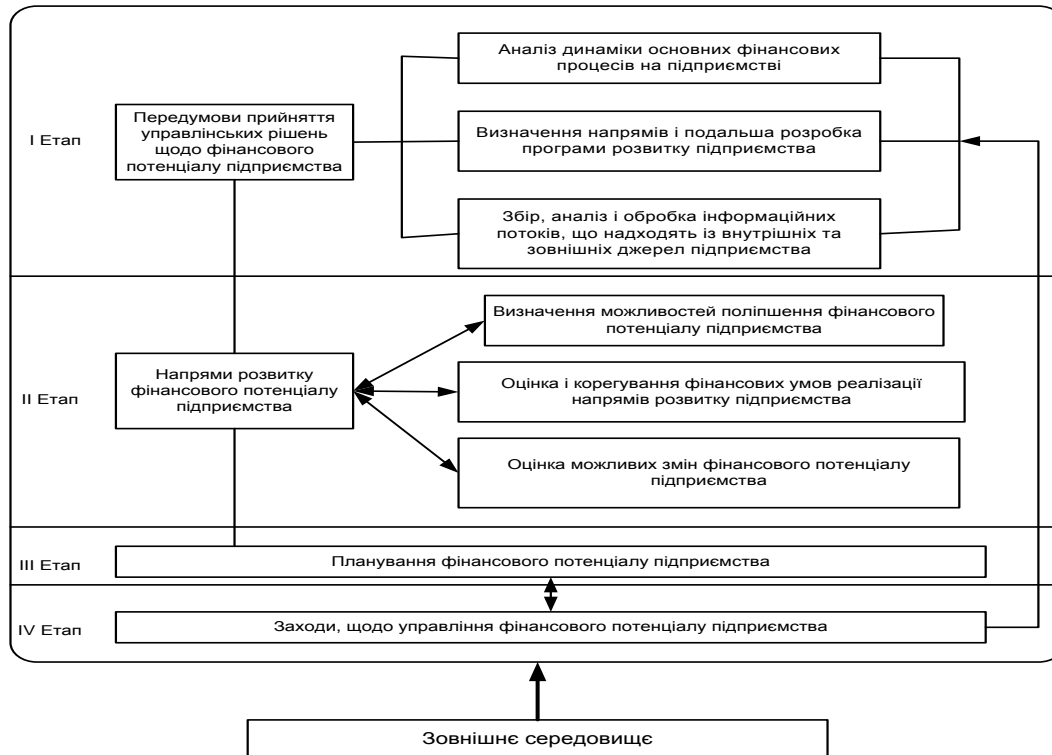 Аналіз динаміки основних фінансових
процесів на підприємстві
I Етап
Передумови прийняття
управлінських рішень
щодо фінансового
потенціалу підприємства
Визначення напрямів і подальша розробка
програми розвитку підприємства
Збір, аналіз і обробка інформаційних
потоків, що надходять із внутрішніх та
зовнішніх джерел підприємства
II Етап
Напрями розвитку
фінансового потенціалу
підприємства
Визначення можливостей поліпшення фінансового
потенціалу підприємства
Оцінка і корегування фінансових умов реалізації
напрямів розвитку підприємства
Оцінка можливих змін фінансового потенціалу
підприємства
III Етап
Планування фінансового потенціалу підприємства
IV Етап
Заходи, щодо управління фінансового потенціалу підприємства
Зовнішнє середовищє